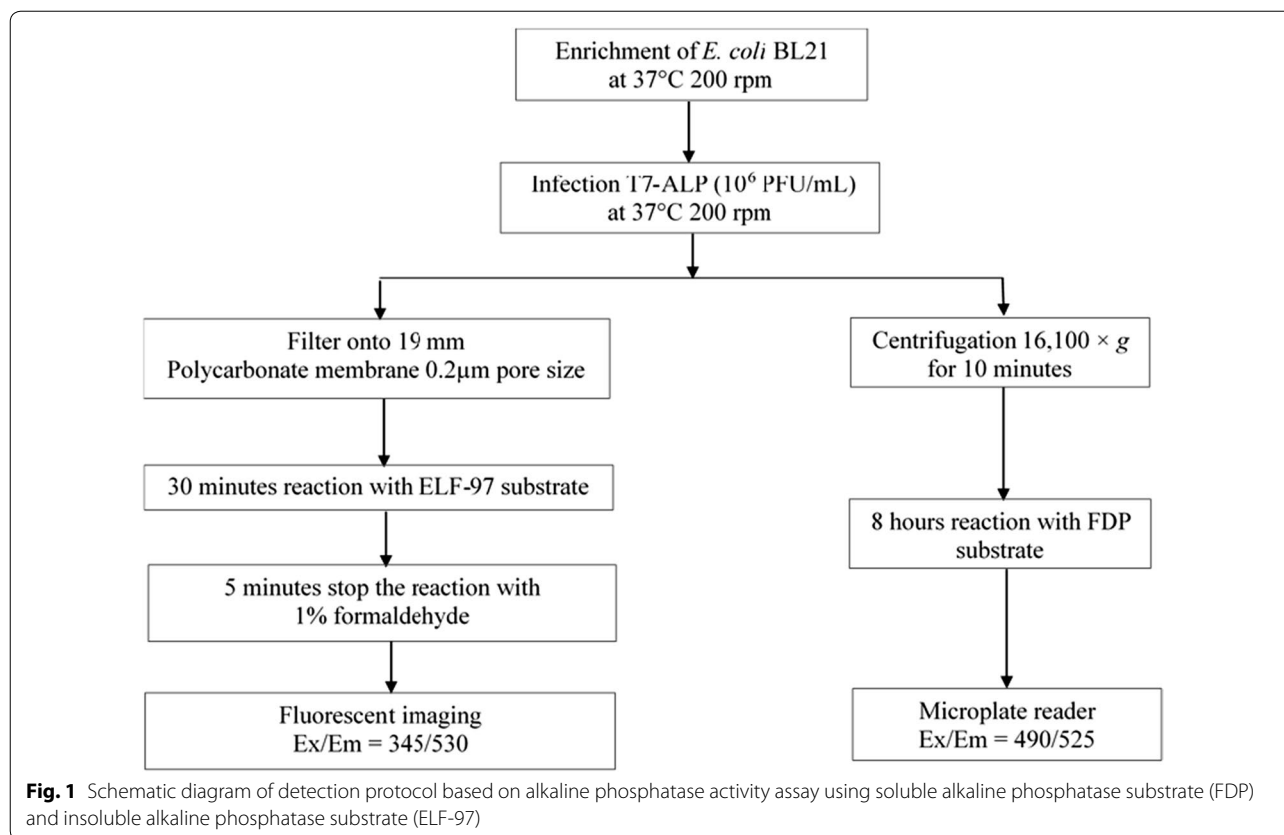 Enrichment of E. coli BL21
at 37°C 200 rpm
Infection T7-ALP (10⁶ PFU/mL)
at 37°C 200 rpm
Filter onto 19 mm
Polycarbonate membrane 0.2µm pore size
30 minutes reaction with ELF-97 substrate
5 minutes stop the reaction with
1% formaldehyde
Fluorescent imaging
Ex/Em = 345/530
Centrifugation 16,100 × g
for 10 minutes
8 hours reaction with FDP
substrate
Microplate reader
Ex/Em = 490/525
Fig. 1 Schematic diagram of detection protocol based on alkaline phosphatase activity assay using soluble alkaline phosphatase substrate (FDP)
and insoluble alkaline phosphatase substrate (ELF-97)